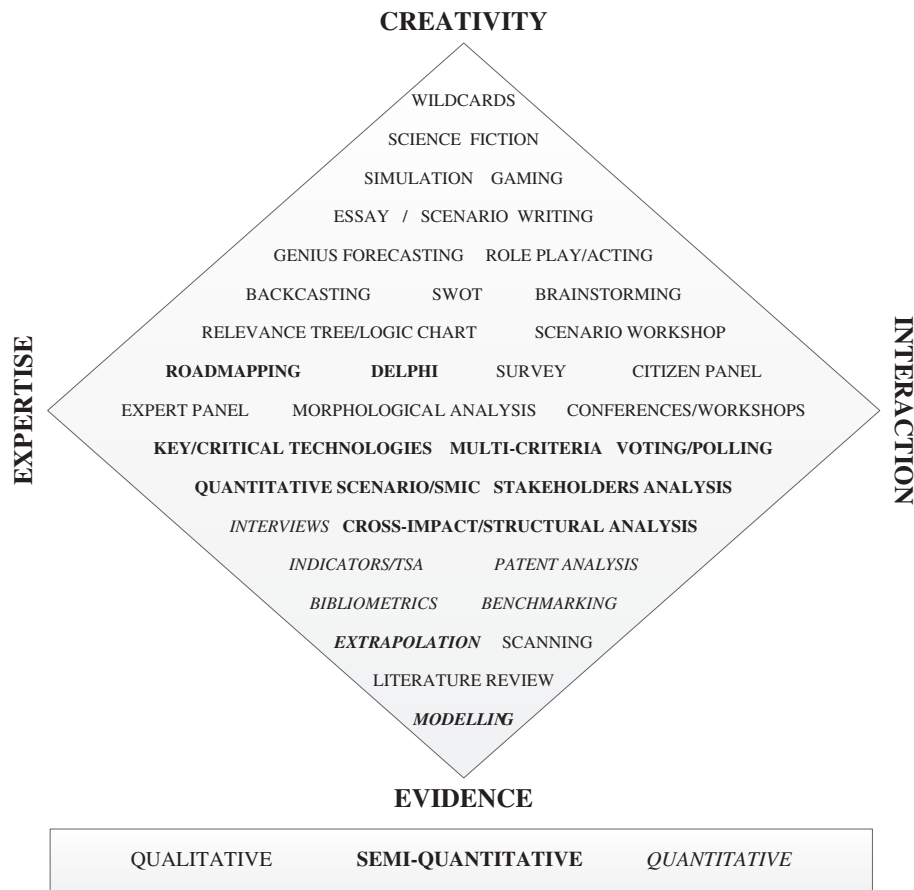 CREATIVITY
WILDCARDS
SCIENCE FICTION
SIMULATION GAMING
ESSAY / SCENARIO WRITING
GENIUS FORECASTING ROLE PLAY/ACTING
BACKCASTING SWOT BRAINSTORMING
RELEVANCE TREE/LOGIC CHART SCENARIO WORKSHOP
ROADMAPPING DELPHI SURVEY CITIZEN PANEL
EXPERT PANEL MORPHOLOGICAL ANALYSIS CONFERENCES/WORKSHOPS
KEY/CRITICAL TECHNOLOGIES MULTI-CRITERIA VOTING/POLLING
QUANTITATIVE SCENARIO/SMIC STAKEHOLDERS ANALYSIS
INTERVIEWS CROSS-IMPACT/STRUCTURAL ANALYSIS
INDICATORS/TSA PATENT ANALYSIS
BIBLIOMETRICS BENCHMARKING
EXTRAPOLATION SCANNING
LITERATURE REVIEW
MODELLING
EXPERTISE
INTERACTION
EVIDENCE
QUALITATIVE SEMI-QUANTITATIVE QUANTITATIVE